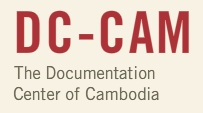 DC-CAM
The Documentation
Center of Cambodia